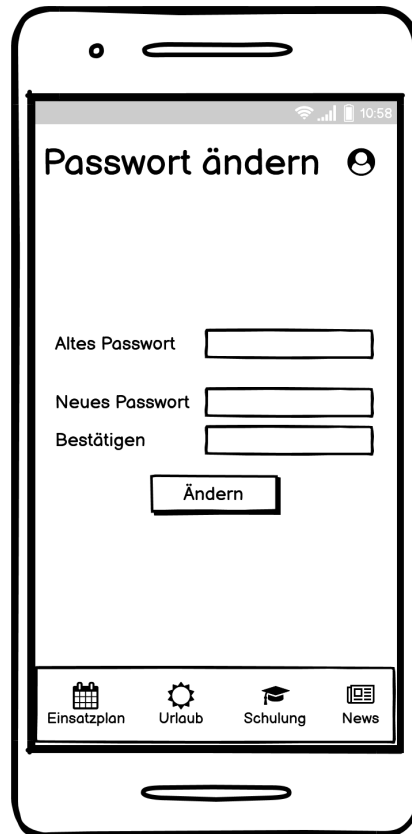 10:58
Passwort ändern
Altes Passwort
Neues Passwort
Bestätigen
Ändern
Einsatzplan Urlaub Schulung News